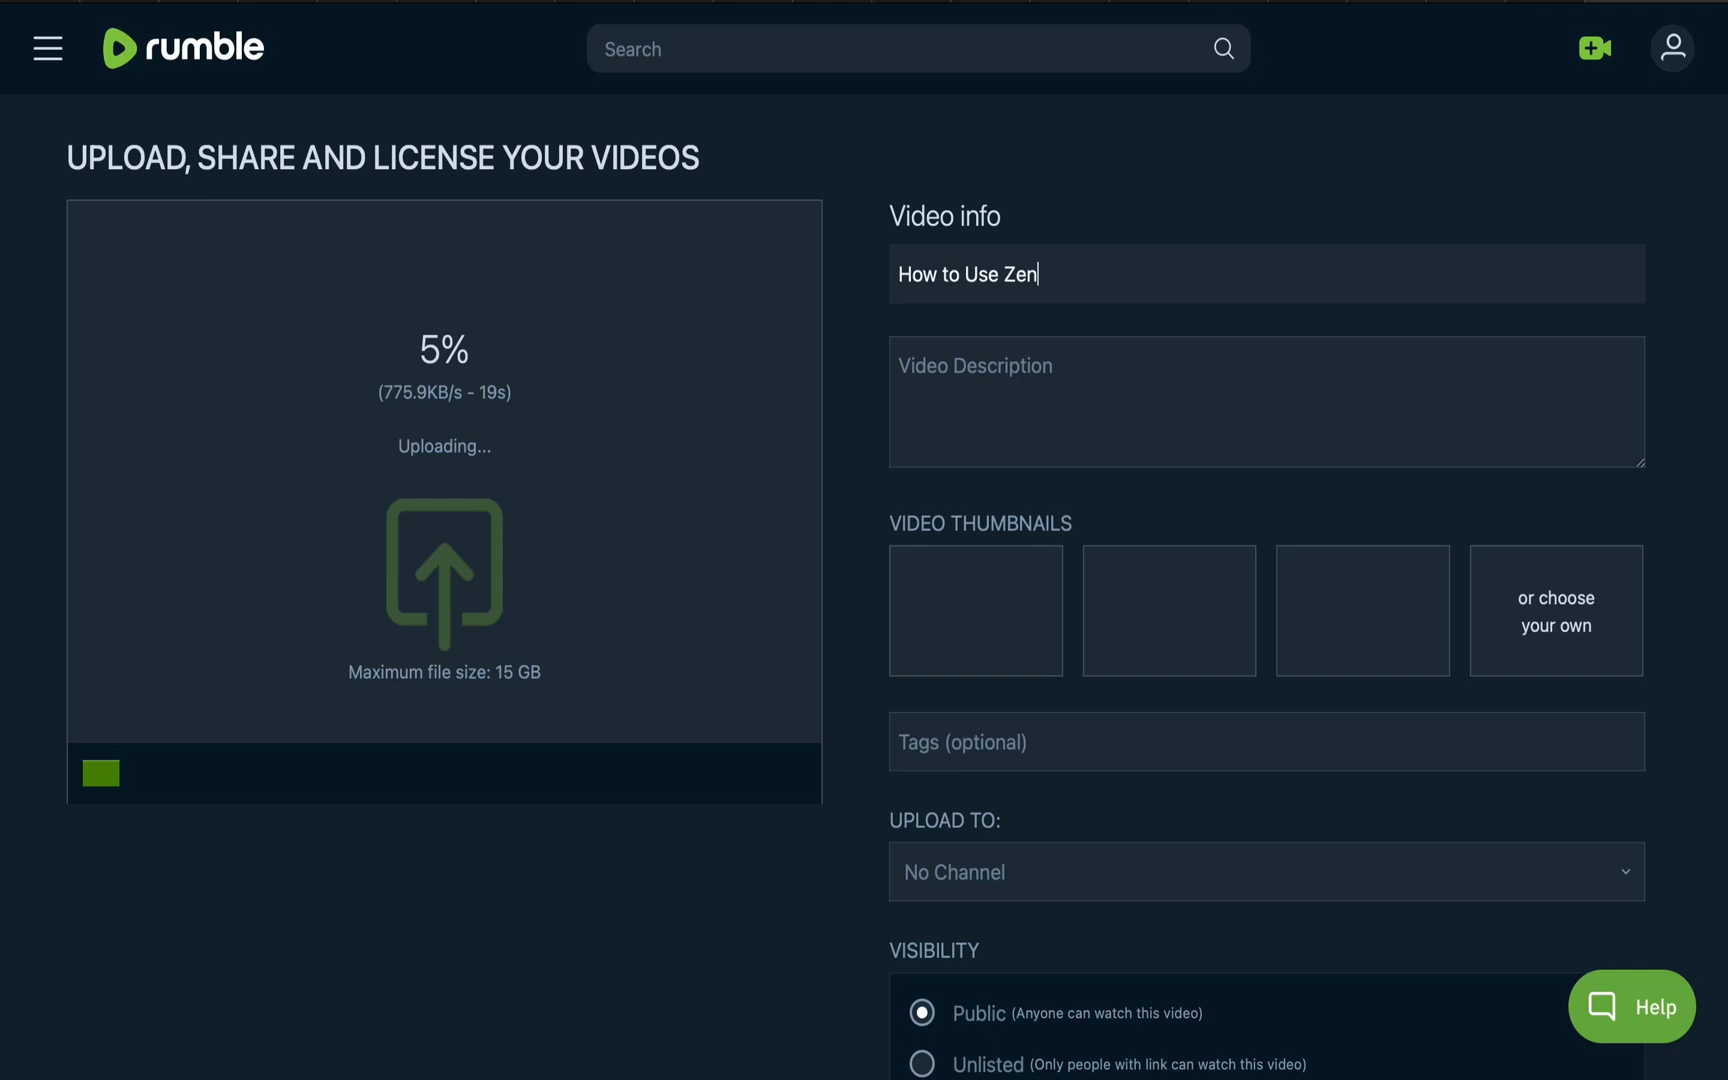 rumble
Search
UPLOAD, SHARE AND LICENSE YOUR VIDEOS
5%
(775.9KB/s - 19s)
Uploading...
Maximum file size: 15 GB
Video info
How to Use Zen
Video Description
VIDEO THUMBNAILS
or choose
your own
Tags (optional)
UPLOAD TO:
No Channel
VISIBILITY
Public (Anyone can watch this video)
Unlisted (Only people with link can watch this video)
Help